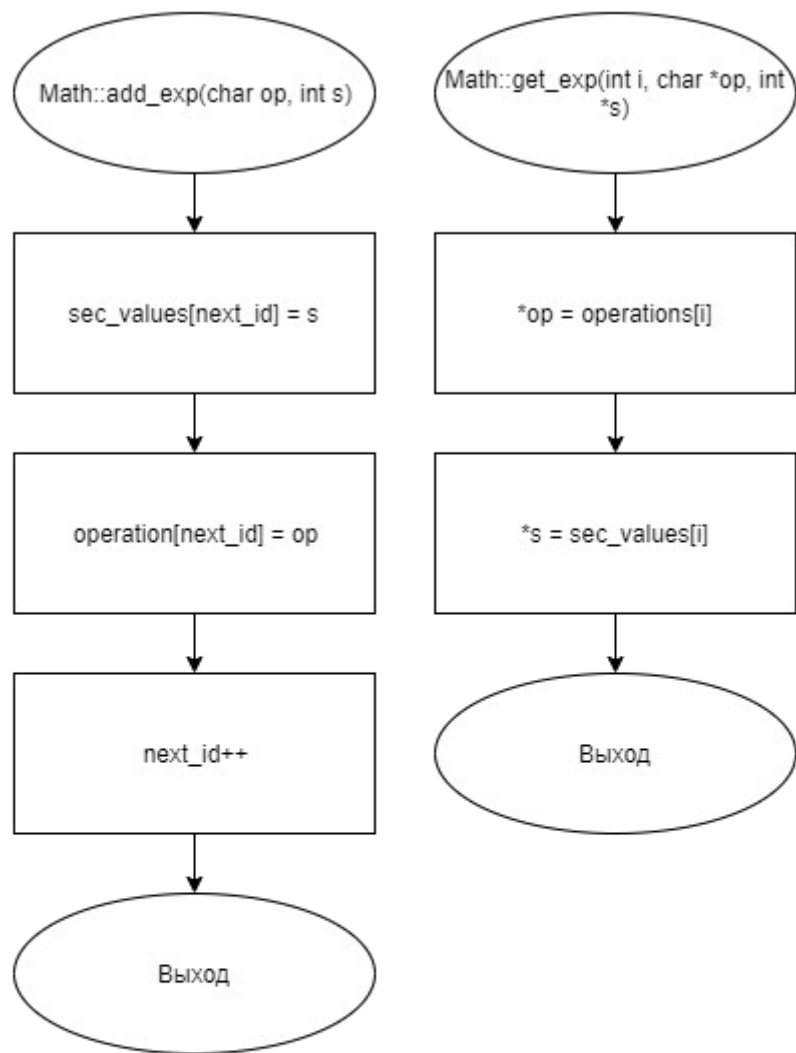 Math::add_exp(char op, int s)
sec_values[next_id] = s
operation[next_id] = op
next_id++
Выход
Math::get_exp(int i, char *op, int
*s)
*op = operations[i]
*s = sec_values[i]
Выход